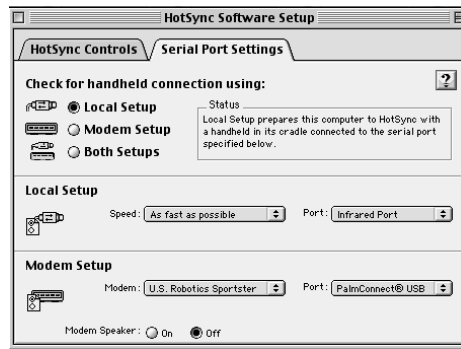 HotSync Software Setup
HotSync Controls Serial Port Settings
Check for handheld connection using:
?
Local Setup
Modem Setup
Both Setups
Status
Local Setup prepares this computer to HotSync with
a handheld in its cradle connected to the serial port
specified below.
Local Setup
Speed: As fast as possible Port: Infrared Port
Modem Setup
Modem: U.S. Robotics Sportster Port: PalmConnect® USB
Modem Speaker: On Off